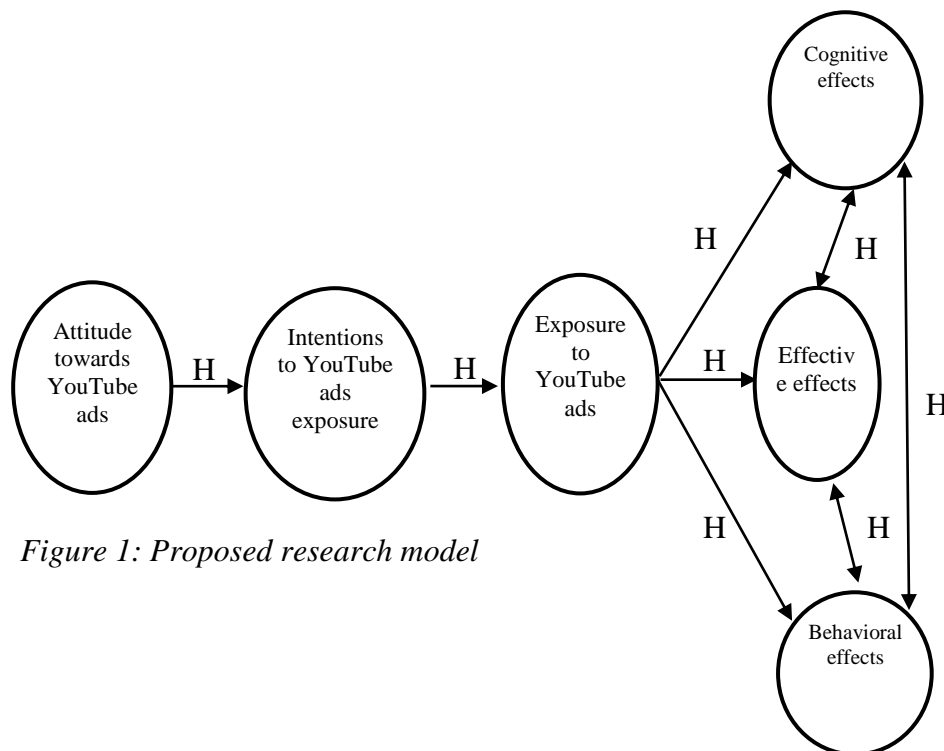 Cognitive
effects
H
H
Attitude
towards
YouTube
ads
H
Intentions
to YouTube
ads
exposure
H
Exposure
to
YouTube
ads
H
Effectiv
e effects
H
H
H
Figure 1: Proposed research model
Behavioral
effects